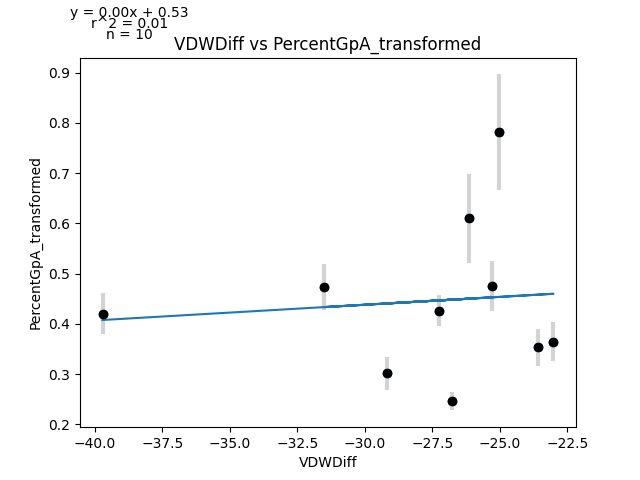 y = 0.00x + 0.53
r^2 = 0.01
n = 10
VDWDiff vs PercentGpA_transformed
PercentGpA_transformed
0.9
0.8
0.7
0.6
0.5
0.4
0.3
0.2
−40.0 −37.5 −35.0 −32.5 −30.0 −27.5 −25.0 −22.5
VDWDiff